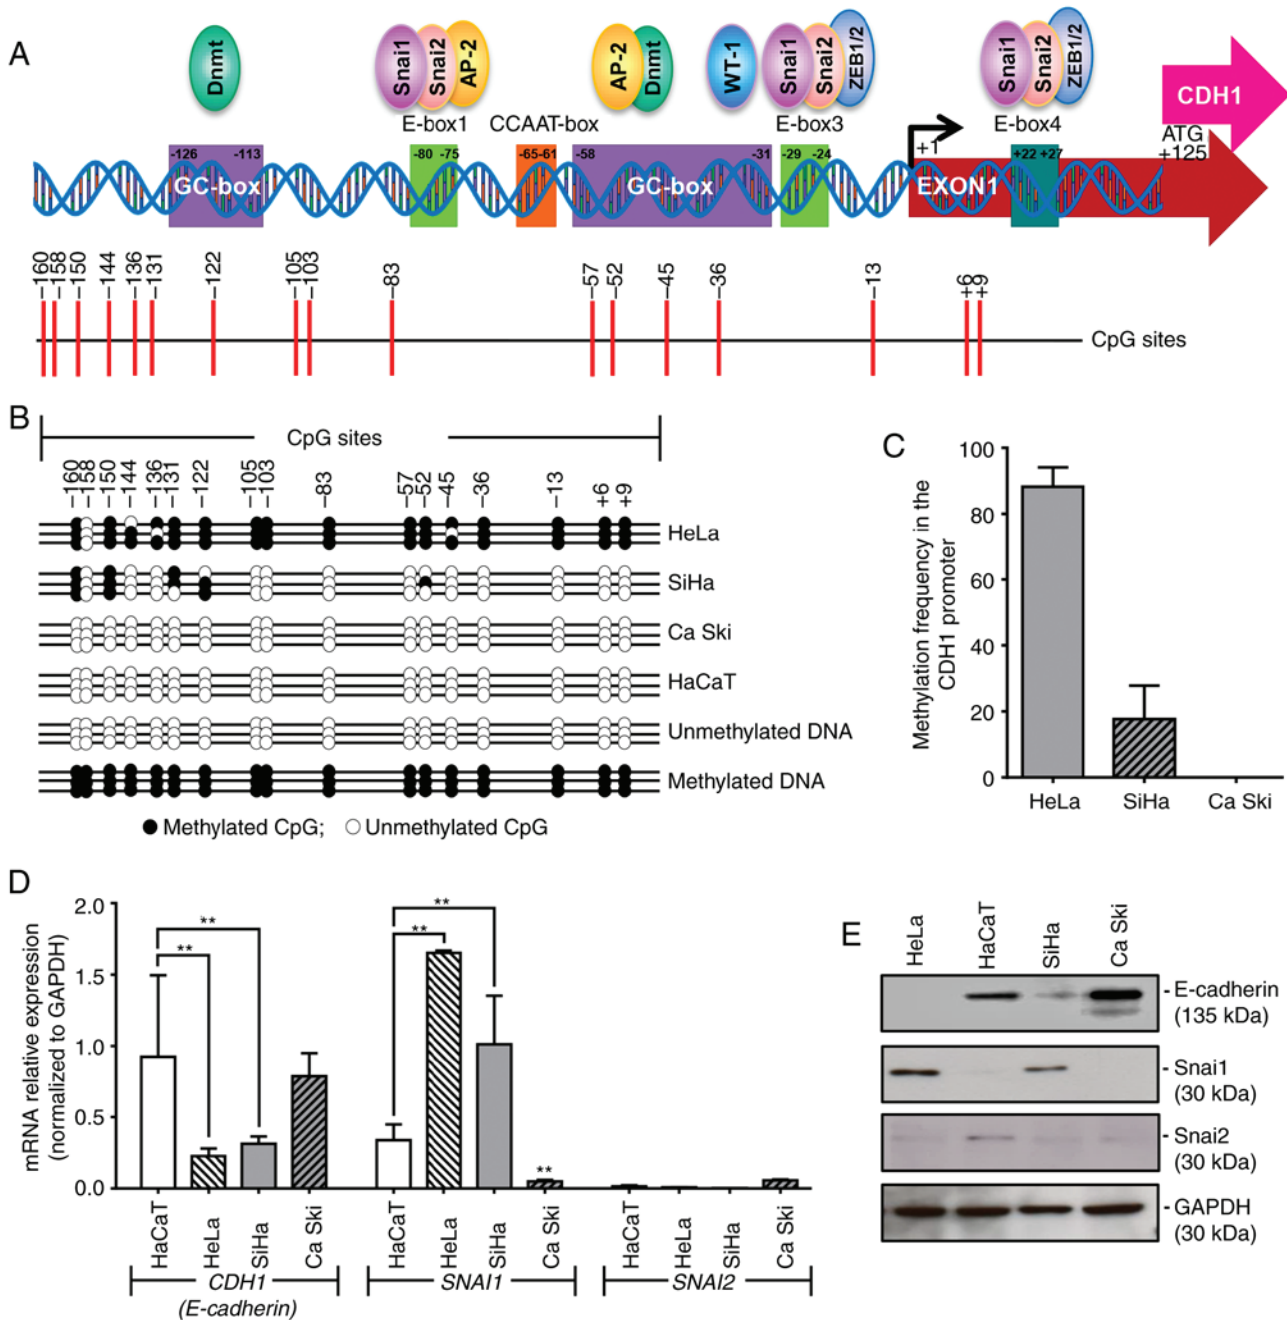 A
Dnmt
Snai1 Snai2 AP-2
AP-2 Dnmt
WT-1
Snai1 Snai2 ZEB1/2
Snai1 Snai2 ZEB1/2
CDH1
E-box1 CCAAT-box E-box3 E-box4
ATG
+125
+1
-126 -113 -80 -75 -65 -61 -58 -31 -29 -24 +22 +27
GC-box GC-box EXON1
–160 –158 –150 –144 –136 –131 –122 –105 –103 –83 –57 –52 –45 –36 –13 +6 +9
CpG sites
B
CpG sites
–160 –158 –150 –144 –136 –131 –122 –105 –103 –83 –57 –52 –45 –36 –13 +6 +9
HeLa
SiHa
Ca Ski
HaCaT
Unmethylated DNA
Methylated DNA
Methylated CpG; Unmethylated CpG
C
Methylation frequency in the
CDH1 promoter
100
80
60
40
20
0
HeLa SiHa Ca Ski
D
mRNA relative expression
(normalized to GAPDH)
2.0
1.5
1.0
0.5
0.0
** ** ** ** **
HaCaT HeLa SiHa Ca Ski HaCaT HeLa SiHa Ca Ski HaCaT HeLa SiHa Ca Ski
CDH1 SNAI1 SNAI2
(E-cadherin)
E
HeLa HaCaT SiHa Ca Ski
- E-cadherin
(135 kDa)
- Snai1
(30 kDa)
- Snai2
(30 kDa)
- GAPDH
(30 kDa)